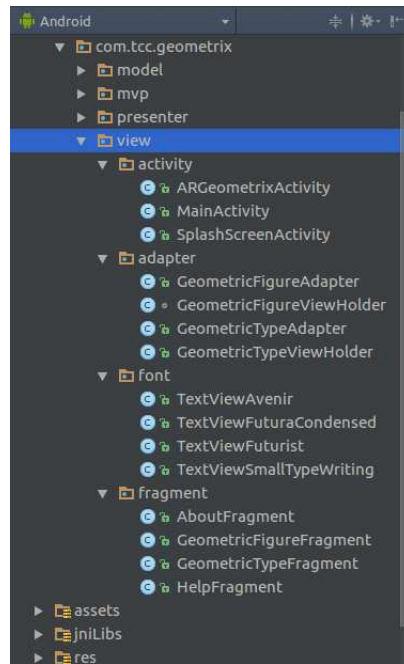 Android
com.tcc.geometrix
model
mvp
presenter
view
activity
ARGeometrixActivity
MainActivity
SplashScreenActivity
adapter
GeometricFigureAdapter
GeometricFigureViewHolder
GeometricTypeAdapter
GeometricTypeViewHolder
font
TextViewAvenir
TextViewFuturaCondensed
TextViewFuturist
TextViewSmallTypeWriting
fragment
AboutFragment
GeometricFigureFragment
GeometricTypeFragment
HelpFragment
assets
jniLibs
res